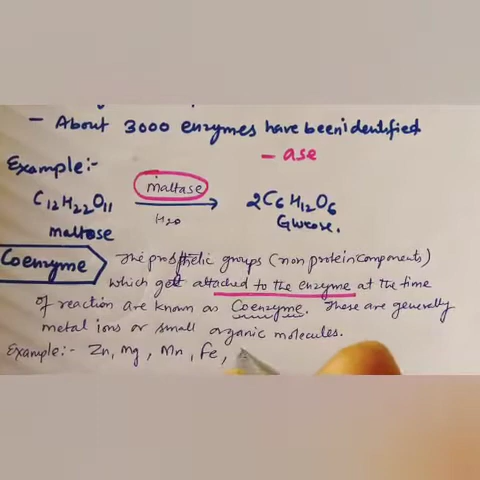 - About 3000 enzymes have been identified
- ase
Example:-
C12H22O11 maltase 2C6H12O6
H2O
maltose Glucose.
Coenzyme The prosthetic groups (non protein components)
which get attached to the enzyme at the time
of reaction are known as Coenzyme. These are generally
metal ions or small organic molecules.
Example:- Zn, Mg, Mn, Fe,